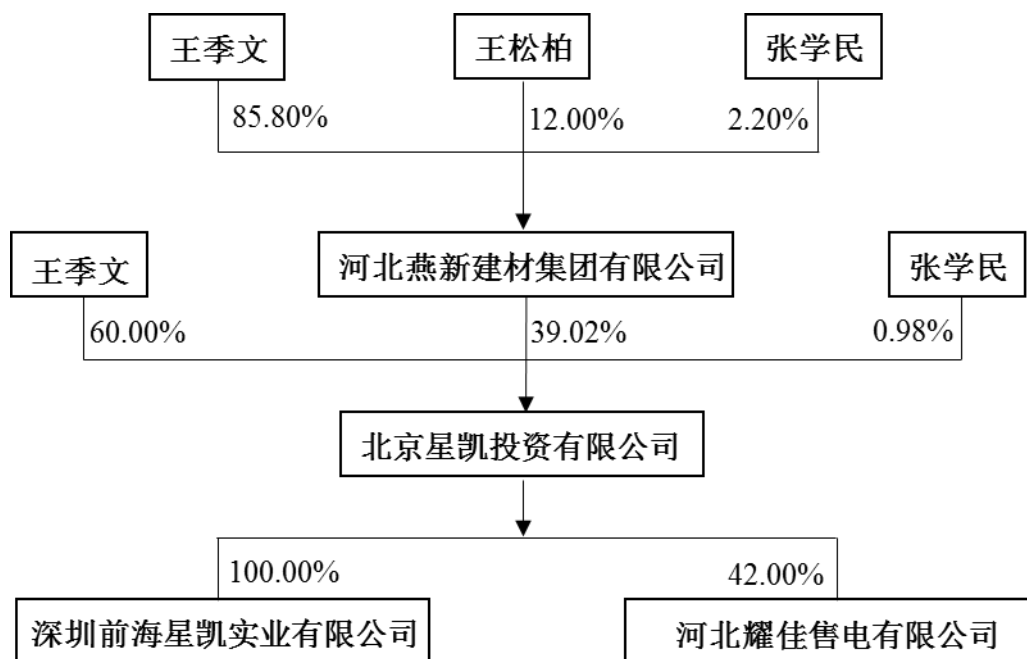 王季文
王松柏
张学民
85.80%
12.00%
2.20%
王季文
河北燕新建材集团有限公司
张学民
60.00%
39.02%
0.98%
北京星凯投资有限公司
100.00%
42.00%
深圳前海星凯实业有限公司
河北耀佳售电有限公司